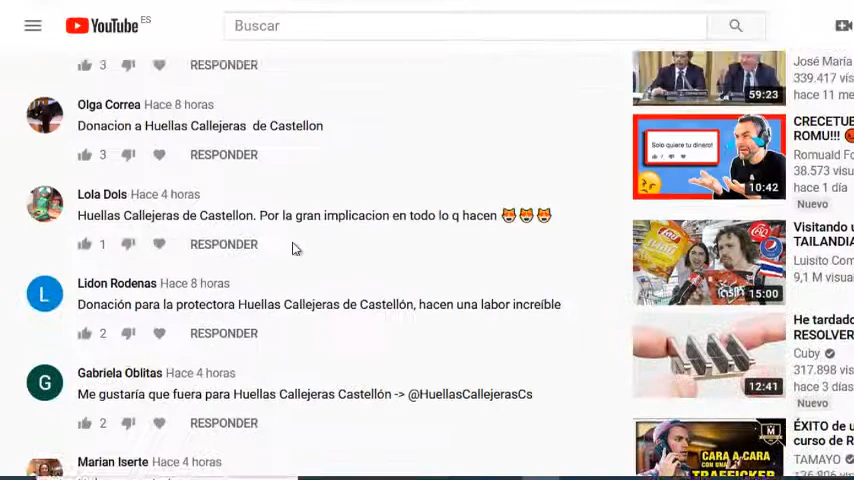 YouTube ES
Buscar
3 RESPONDER
Olga Correa Hace 8 horas
Donacion a Huellas Callejeras de Castellon
3 RESPONDER
Lola Dols Hace 4 horas
Huellas Callejeras de Castellon. Por la gran implicacion en todo lo q hacen 😻😻😻
1 RESPONDER
L
Lidon Rodenas Hace 8 horas
Donación para la protectora Huellas Callejeras de Castellón, hacen una labor increíble
2 RESPONDER
G
Gabriela Oblitas Hace 4 horas
Me gustaría que fuera para Huellas Callejeras Castellón -> @HuellasCallejerasCs
2 RESPONDER
Marian Iserte Hace 4 horas
59:23
José María
339.417 vis
hace 11 me
Solo quiere tu dinero!
10:42
CRECETUB
ROMU!!!
Romuald Fo
38.573 visu
hace 1 día
Nuevo
15:00
Visitando u
TAILANDIA
Luisito Com
9,1 M visua
12:41
He tardado
RESOLVER
Cuby
317.898 vis
hace 3 días
Nuevo
CARA A CARA
CON UN
TRAFFICKER
ÉXITO de u
curso de R
TAMAYO